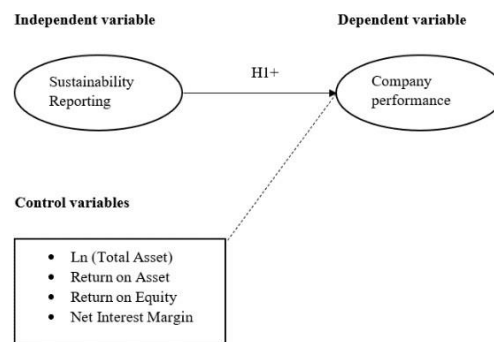 Independent variable
Dependent variable
Sustainability
Reporting
H1+
Company
performance
Control variables
• Ln (Total Asset)
• Return on Asset
• Return on Equity
• Net Interest Margin